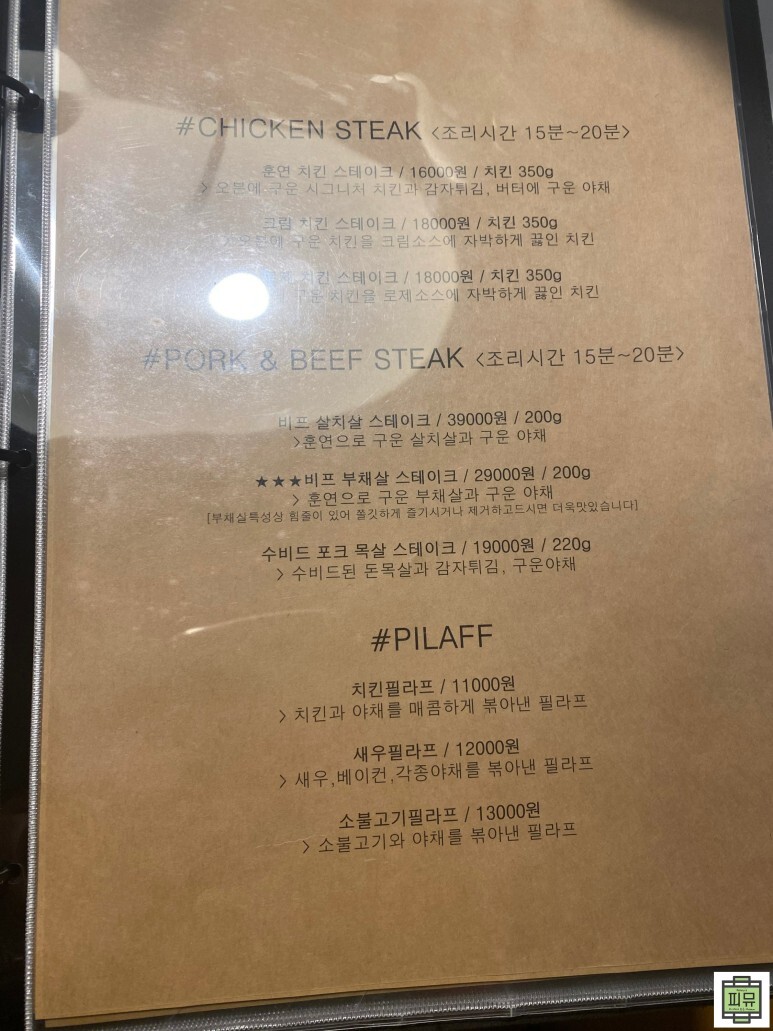 #CHICKEN STEAK <조리시간 15분~20분>
훈연 치킨 스테이크 / 16000원 / 치킨 350g
> 오븐에 구운 시그니처 치킨과 감자튀김, 버터에 구운 야채
크림 치킨 스테이크 / 18000원 / 치킨 350g
오븐에 구운 치킨을 크림소스에 자박하게 끓인 치킨
치킨 스테이크 / 18000원 / 치킨 350g
구운 치킨을 로제소스에 자박하게 끓인 치킨
#PORK & BEEF STEAK <조리시간 15분~20분>
비프 살치살 스테이크 / 39000원 / 200g
>훈연으로 구운 살치살과 구운 야채
★★★비프 부채살 스테이크 / 29000원 / 200g
> 훈연으로 구운 부채살과 구운 야채
[부채실특성상 힘줄이 있어 쫄깃하게 즐기시거나 제거하고드시면 더욱맛있습니다]
수비드 포크 목살 스테이크 / 19000원 / 220g
> 수비드된 돈목살과 감자튀김, 구운야채
#PILAFF
치킨필라프 / 11000원
> 치킨과 야채를 매콤하게 볶아낸 필라프
새우필라프 / 12000원
> 새우,베이컨,각종야채를 볶아낸 필라프
소불고기필라프 / 13000원
> 소불고기와 야채를 볶아낸 필라프
피뮤